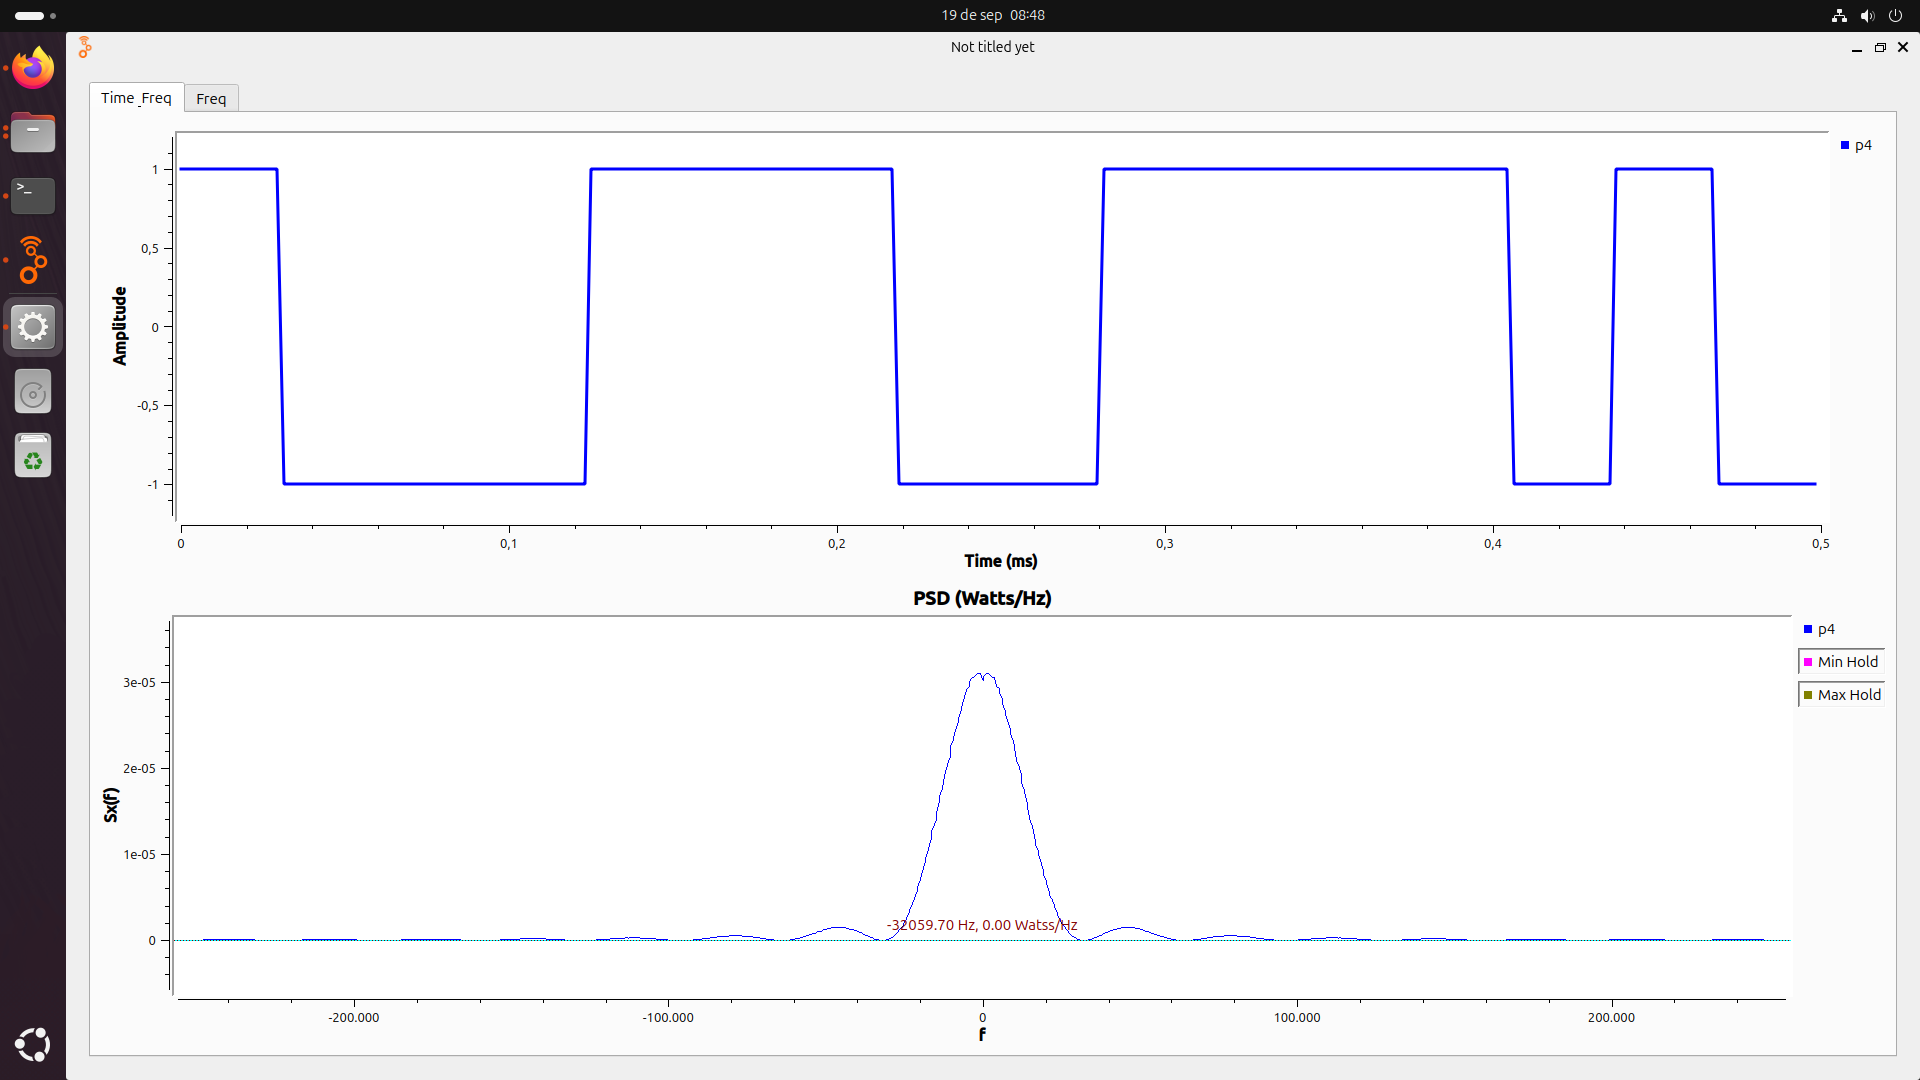 19 de sep 08:48
Not titled yet
Time_Freq
Freq
p4
1
0,5
0
-0,5
-1
Amplitude
0
0,1
0,2
0,3
0,4
0,5
Time (ms)
PSD (Watts/Hz)
p4
Min Hold
Max Hold
3e-05
2e-05
1e-05
0
Sx(f)
-32059.70 Hz, 0.00 Watss/Hz
-200.000
-100.000
0
100.000
200.000
f